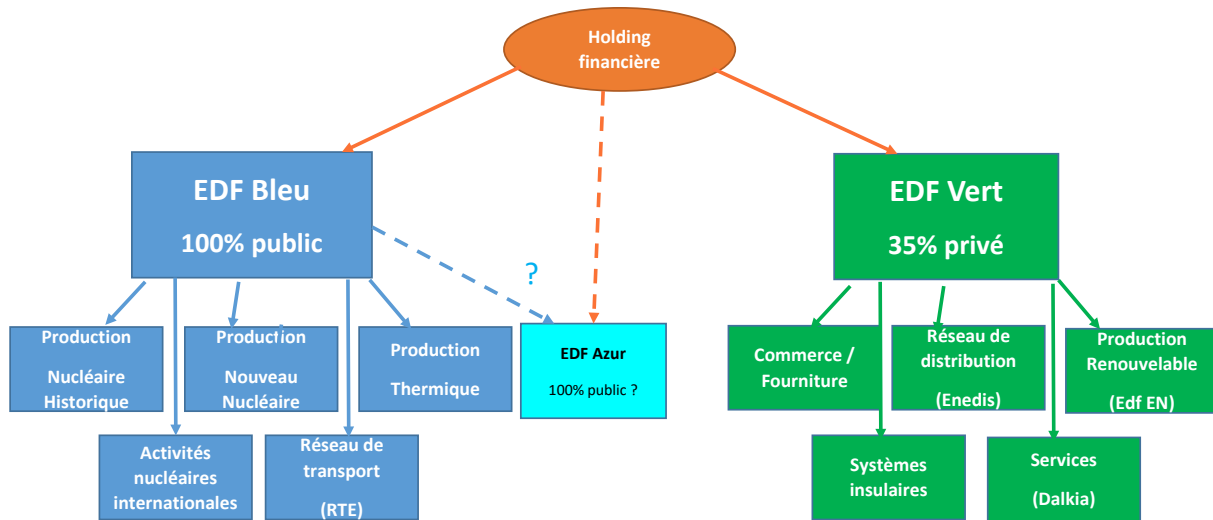 Holding
financière
EDF Bleu
100% public
EDF Vert
35% privé
?
Production
Nucléaire
Historique
Production
Nouveau
Nucléaire
Production
Thermique
EDF Azur
100% public ?
Commerce /
Fourniture
Réseau de
distribution
(Enedis)
Production
Renouvelable
(Edf EN)
Activités
nucléaires
internationales
Réseau de
transport
(RTE)
Systèmes
insulaires
Services
(Dalkia)